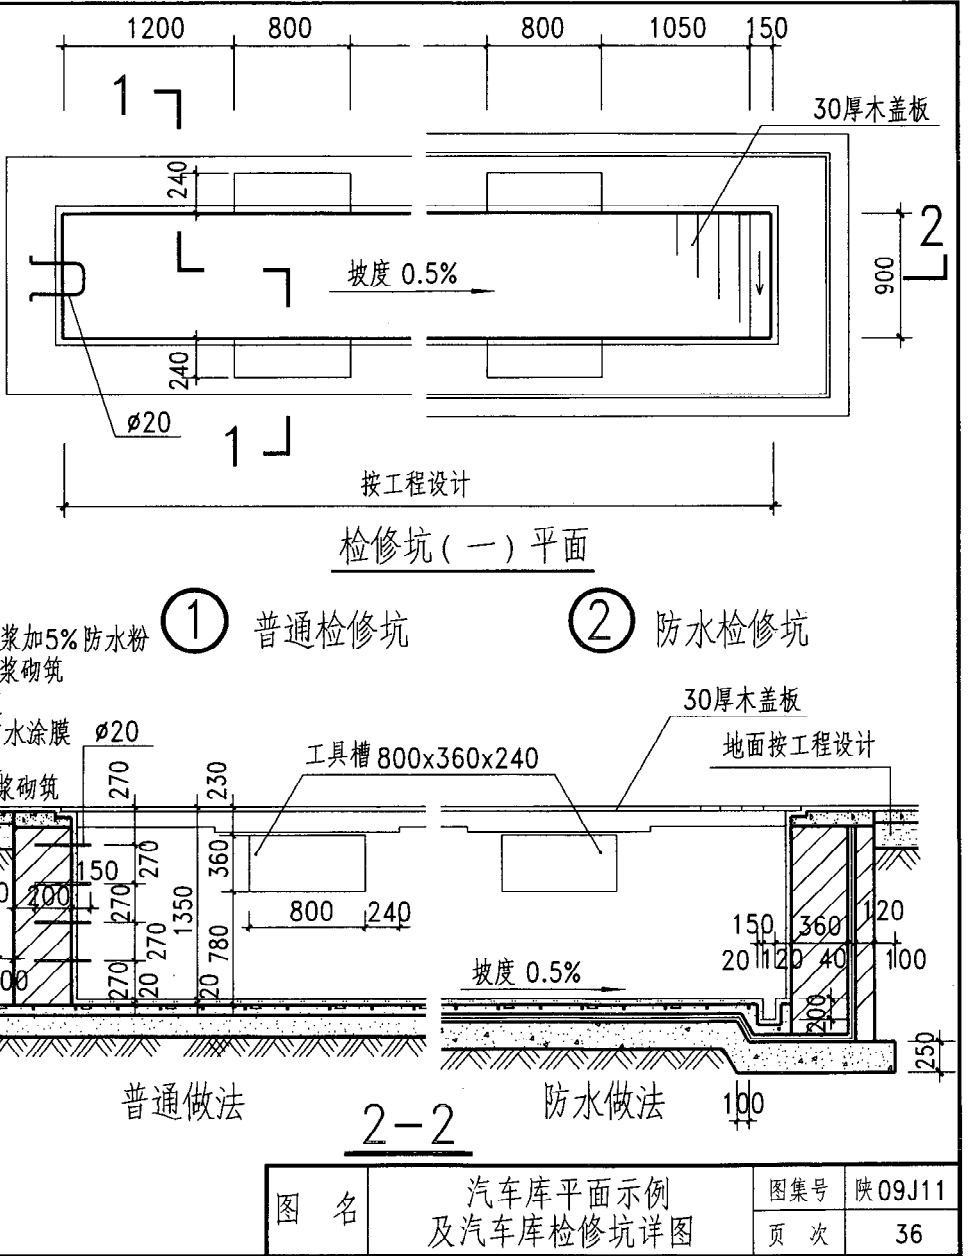 1200 800 800 1050 150
1
30厚木盖板
240
2
坡度 0.5%
900
240
ø20
1
按工程设计
检修坑(一)平面
1 普通检修坑
2 防水检修坑
浆加5%防水粉
浆砌筑
水涂膜
浆砌筑
ø20
30厚木盖板
地面按工程设计
工具槽 800x360x240
270 230
270 360
150
200 270 1350
800 240
270 780
270 20 20
00
150 360 120
20 120 40 100
坡度 0.5%
200
250
普通做法
防水做法
100
2-2
图 名
汽车库平面示例
及汽车库检修坑详图
图集号 陕09J11
页 次 36